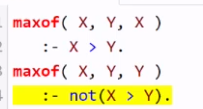 maxof( X, Y, X )
:- X > Y.
maxof( X, Y, Y )
:- not(X > Y).